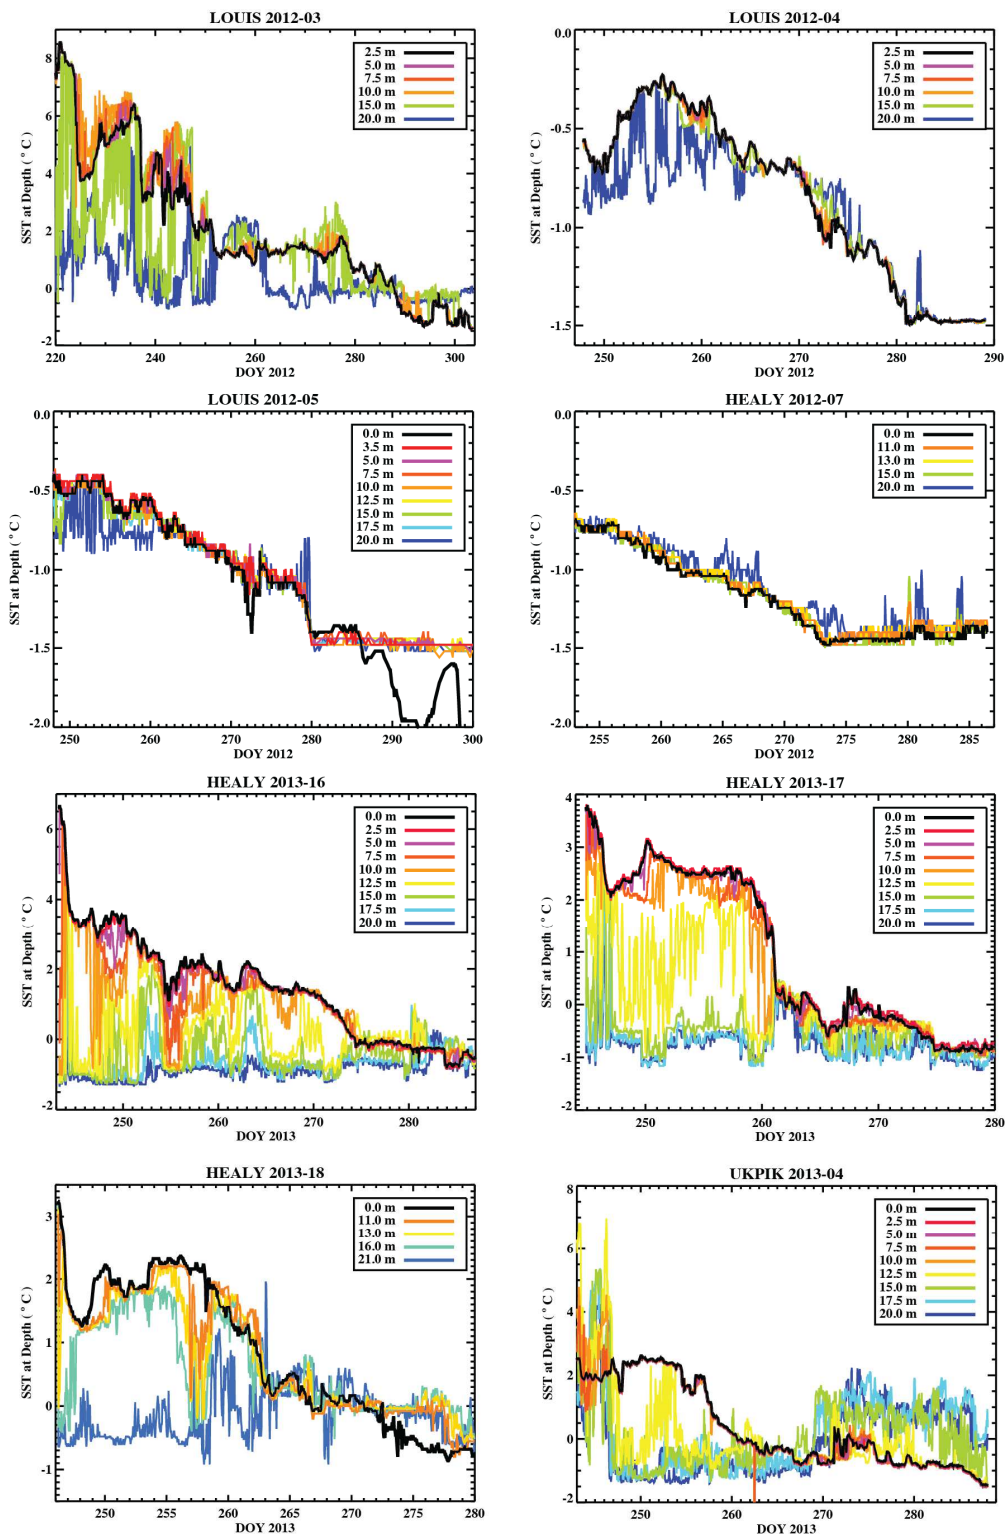 LOUIS 2012-03
8
6
4
2
0
-2
SST at Depth ( ° C )
2.5 m
5.0 m
7.5 m
10.0 m
15.0 m
20.0 m
220 240 260 280 300
DOY 2012
LOUIS 2012-04
0.0
-0.5
-1.0
-1.5
SST at Depth ( ° C )
2.5 m
5.0 m
7.5 m
10.0 m
15.0 m
20.0 m
250 260 270 280 290
DOY 2012
LOUIS 2012-05
0.0
-0.5
-1.0
-1.5
-2.0
SST at Depth ( ° C )
0.0 m
3.5 m
5.0 m
7.5 m
10.0 m
12.5 m
15.0 m
17.5 m
20.0 m
250 260 270 280 290 300
DOY 2012
HEALY 2012-07
0.0
-0.5
-1.0
-1.5
-2.0
SST at Depth ( ° C )
0.0 m
11.0 m
13.0 m
15.0 m
20.0 m
255 260 265 270 275 280 285
DOY 2012
HEALY 2013-16
6
4
2
0
-2
SST at Depth ( ° C )
0.0 m
2.5 m
5.0 m
7.5 m
10.0 m
12.5 m
15.0 m
17.5 m
20.0 m
250 260 270 280
DOY 2013
HEALY 2013-17
4
3
2
1
0
-1
-2
SST at Depth ( ° C )
0.0 m
2.5 m
5.0 m
7.5 m
10.0 m
12.5 m
15.0 m
17.5 m
20.0 m
250 260 270 280
DOY 2013
HEALY 2013-18
3
2
1
0
-1
SST at Depth ( ° C )
0.0 m
11.0 m
13.0 m
16.0 m
21.0 m
250 255 260 265 270 275 280
DOY 2013
UKPIK 2013-04
8
6
4
2
0
-2
SST at Depth ( ° C )
0.0 m
2.5 m
5.0 m
7.5 m
10.0 m
12.5 m
15.0 m
17.5 m
20.0 m
250 260 270 280
DOY 2013